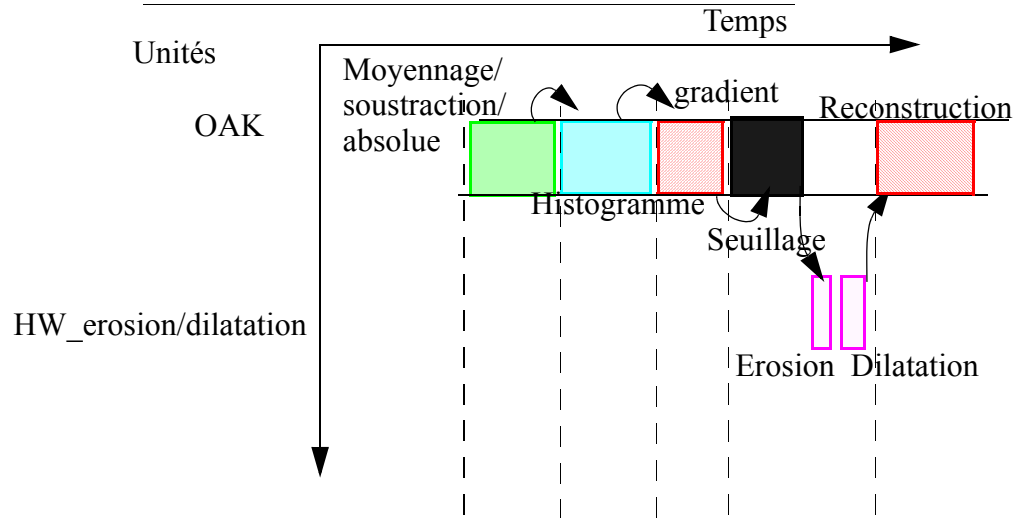 Temps
Unités
Moyennage/
soustraction/
absolue
gradient
Reconstruction
OAK
Histogramme
Seuillage
HW_erosion/dilatation
Erosion
Dilatation